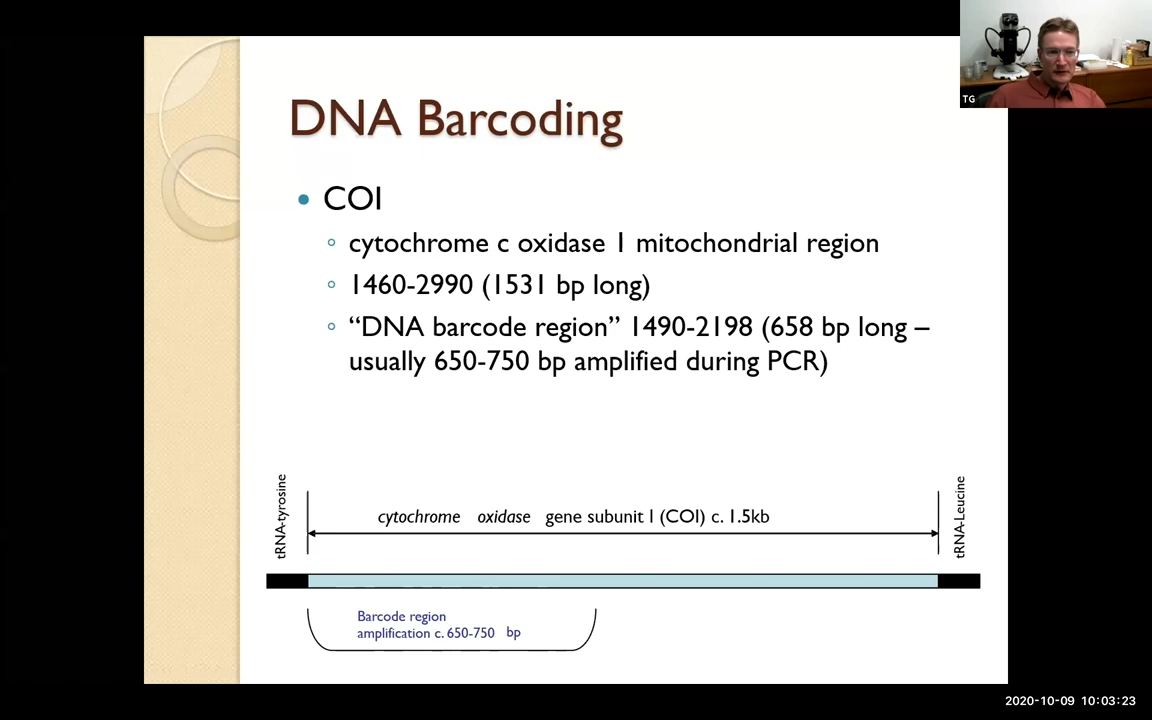 TG
DNA Barcoding
COI
cytochrome c oxidase 1 mitochondrial region
1460-2990 (1531 bp long)
“DNA barcode region” 1490-2198 (658 bp long –
usually 650-750 bp amplified during PCR)
tRNA-tyrosine
cytochrome oxidase gene subunit I (COI) c. 1.5kb
tRNA-Leucine
Barcode region
amplification c. 650-750 bp
2020-10-09 10:03:23